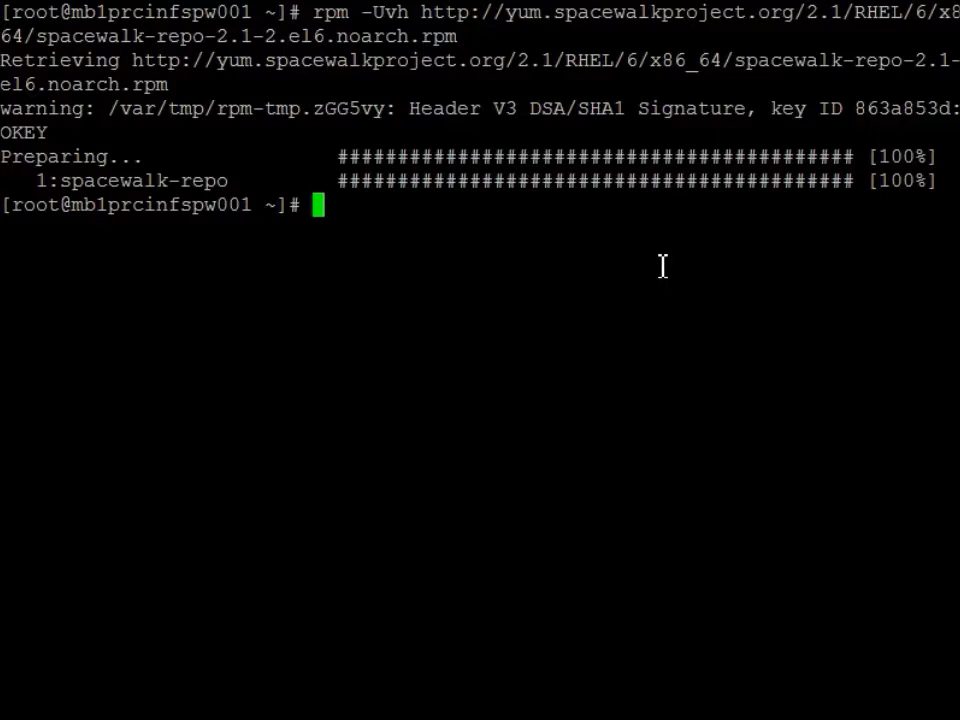 [root@mb1prcinfspw001 ~]# rpm -Uvh http://yum.spacewalkproject.org/2.1/RHEL/6/x8
64/spacewalk-repo-2.1-2.el6.noarch.rpm
Retrieving http://yum.spacewalkproject.org/2.1/RHEL/6/x86_64/spacewalk-repo-2.1-
el6.noarch.rpm
warning: /var/tmp/rpm-tmp.zGG5vy: Header V3 DSA/SHA1 Signature, key ID 863a853d:
OKEY
Preparing... ########################################### [100%]
1:spacewalk-repo ########################################### [100%]
[root@mb1prcinfspw001 ~]#